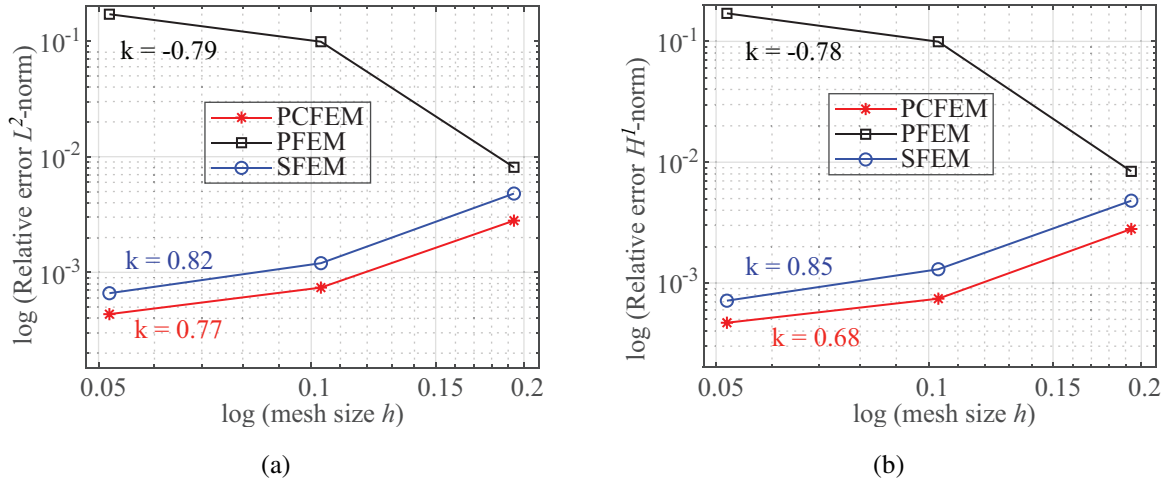 log (Relative error L²-norm)
10⁻¹
10⁻²
10⁻³
k = -0.79
PCFEM
PFEM
SFEM
k = 0.82
k = 0.77
0.05
0.1
0.15
0.2
log (mesh size h)
(a)
log (Relative error H¹-norm)
10⁻¹
10⁻²
10⁻³
k = -0.78
PCFEM
PFEM
SFEM
k = 0.85
k = 0.68
0.05
0.1
0.15
0.2
log (mesh size h)
(b)